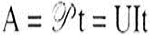 A = 𝒫t = UIt